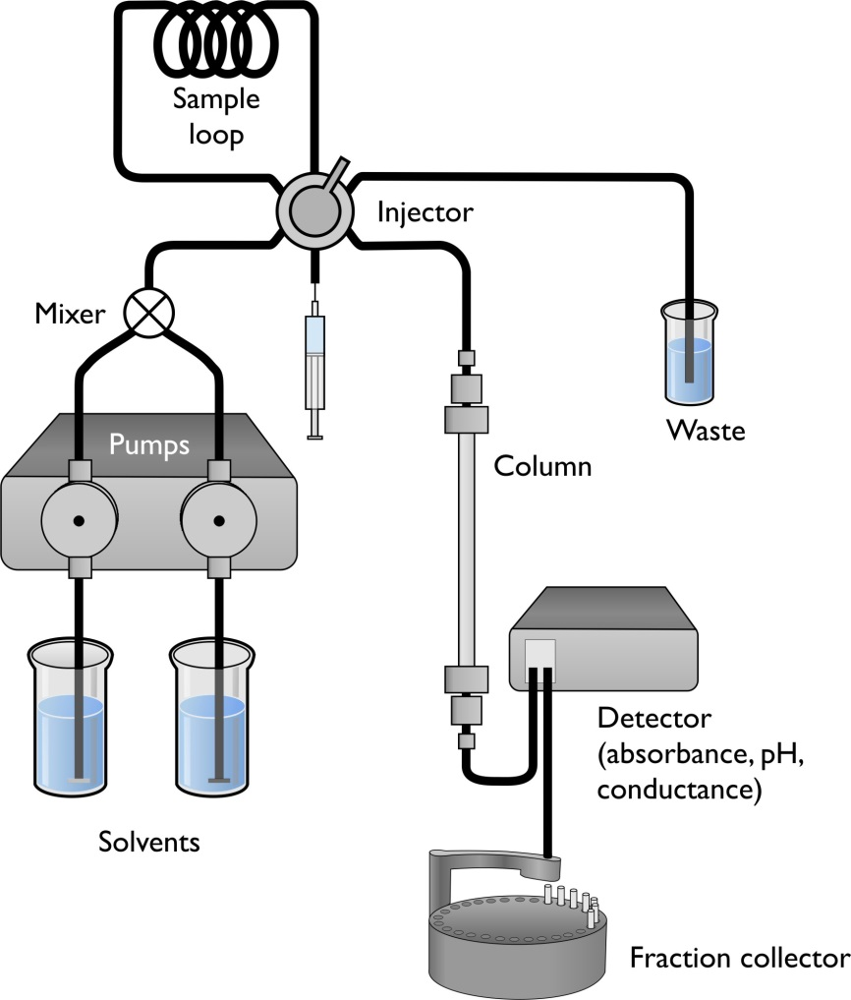 Sample
loop
Injector
Mixer
Waste
Pumps
Column
Detector
(absorbance, pH,
conductance)
Solvents
Fraction collector